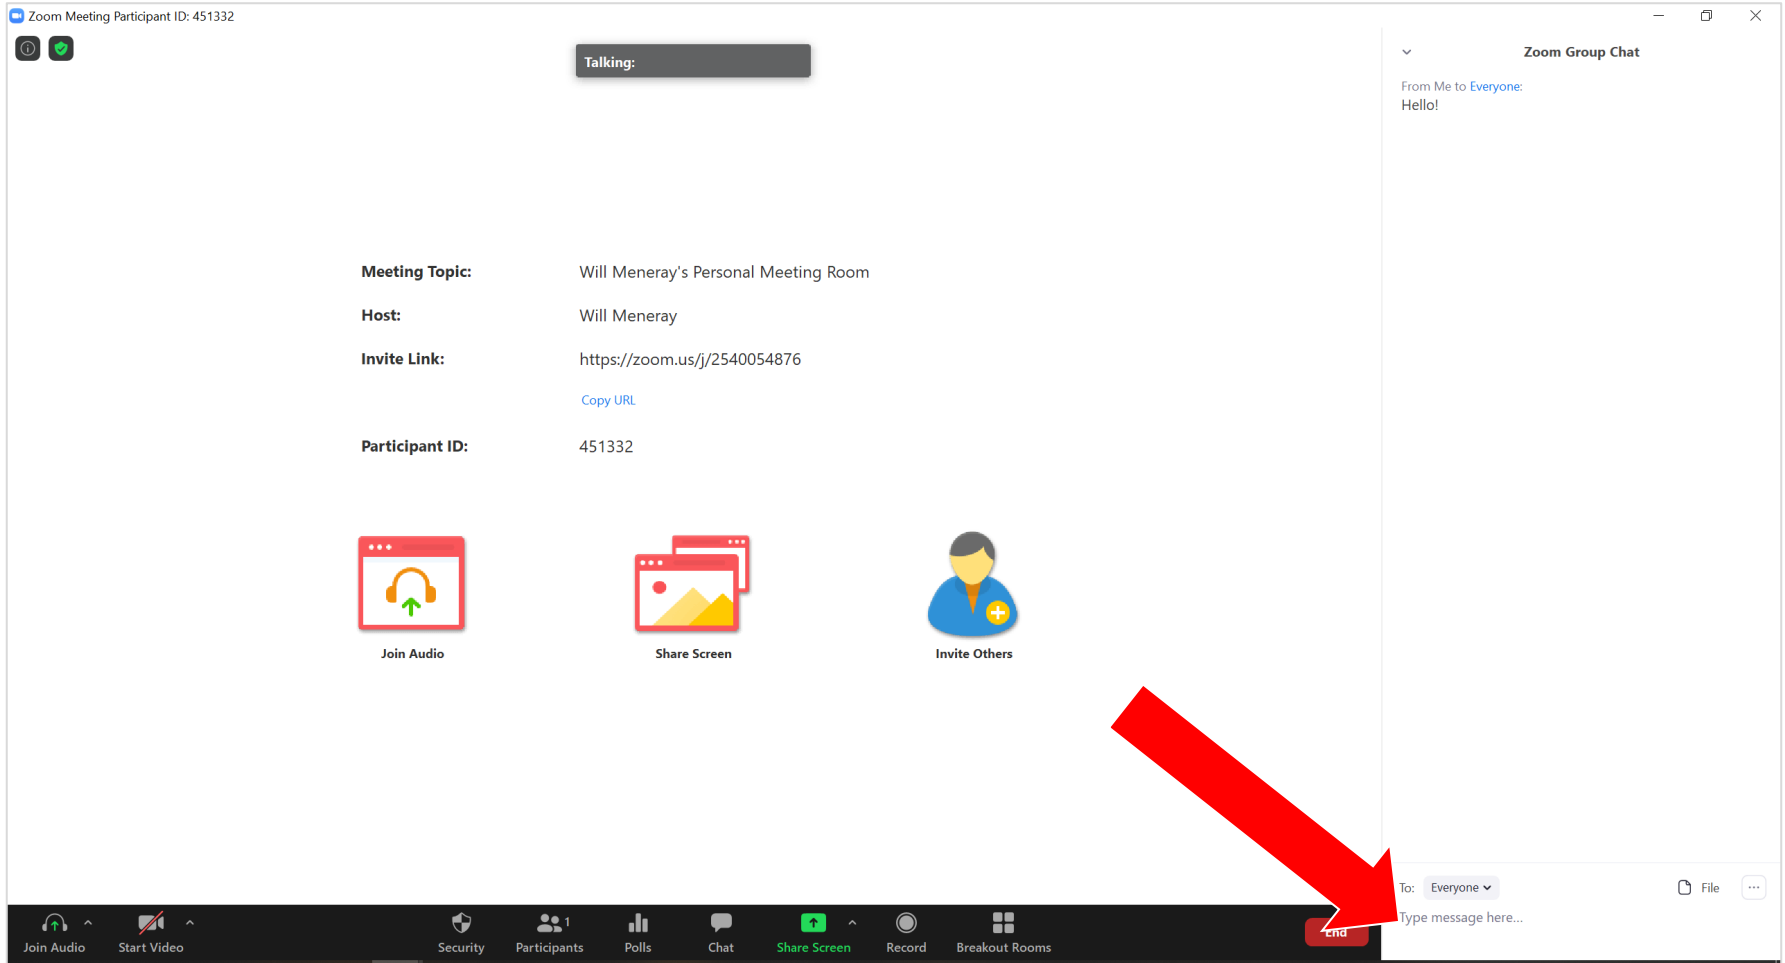 Zoom Meeting Participant ID: 451332
Talking:
Zoom Group Chat
From Me to Everyone:
Hello!
Meeting Topic: Will Meneray's Personal Meeting Room
Host: Will Meneray
Invite Link: https://zoom.us/j/2540054876
Copy URL
Participant ID: 451332
Join Audio Share Screen Invite Others
To: Everyone File
Type message here...
Join Audio Start Video Security Participants 1 Polls Chat Share Screen Record Breakout Rooms End